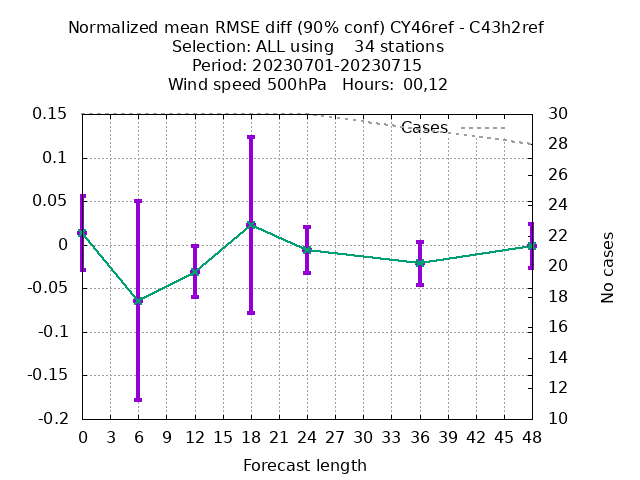 Normalized mean RMSE diff (90% conf) CY46ref - C43h2ref
Selection: ALL using    34 stations
Period: 20230701-20230715
Wind speed 500hPa   Hours:  00,12
Cases
0.15
0.1
0.05
0
-0.05
-0.1
-0.15
-0.2
30
28
26
24
22
20
18
16
14
12
10
No cases
0 3 6 9 12 15 18 21 24 27 30 33 36 39 42 45 48
Forecast length